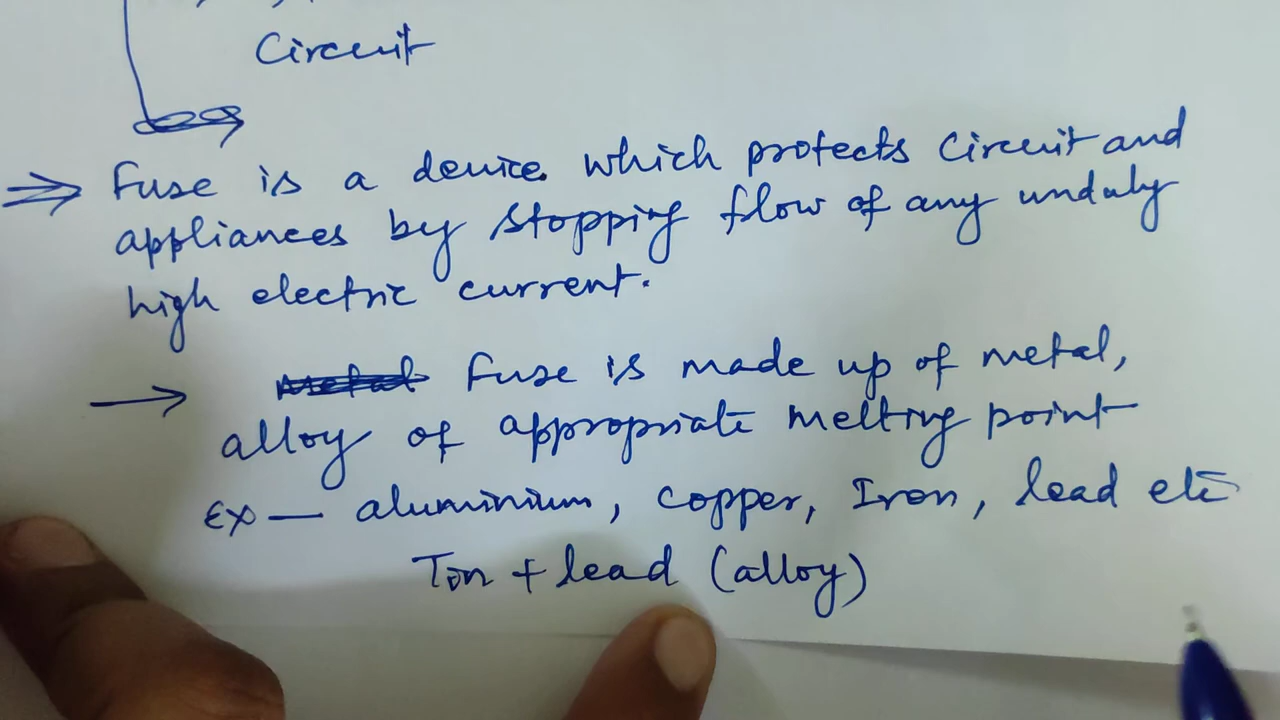 Circuit
⇒ Fuse is a device which protects circuit and
appliances by stopping flow of any unduly
high electric current.
→ Fuse is made up of metal,
alloy of appropriate melting point
Ex — aluminium, copper, Iron, lead etc
Tin + lead (alloy)